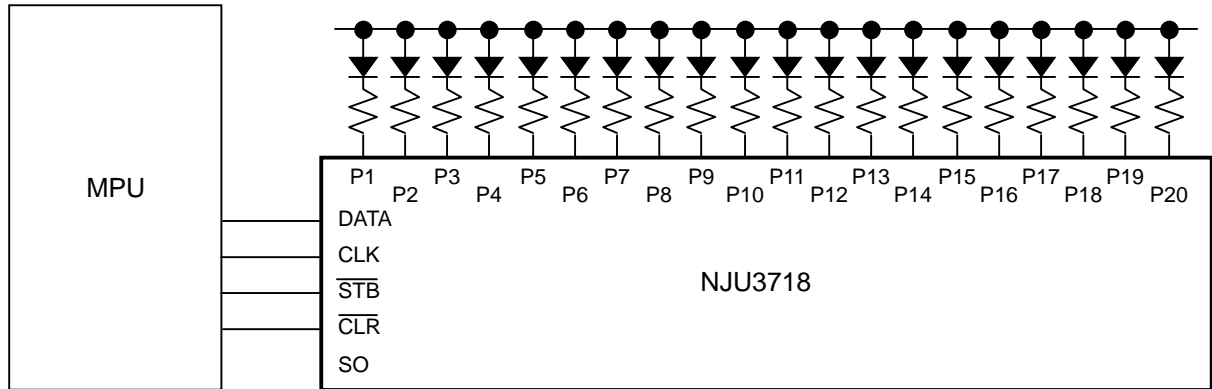 MPU
P1 P3 P5 P7 P9 P11 P13 P15 P17 P19
P2 P4 P6 P8 P10 P12 P14 P16 P18 P20
DATA
CLK
STB
CLR
SO
NJU3718